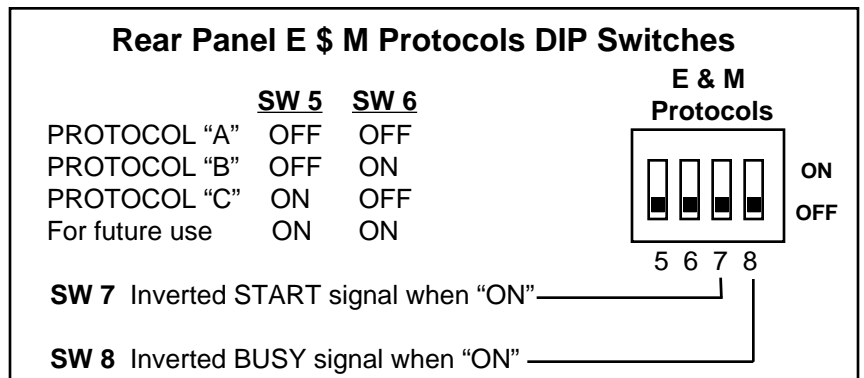 Rear Panel E $ M Protocols DIP Switches
SW 5 SW 6
PROTOCOL “A” OFF OFF
PROTOCOL “B” OFF ON
PROTOCOL “C” ON OFF
For future use ON ON
E & M
Protocols
ON
OFF
5 6 7 8
SW 7 Inverted START signal when “ON”
SW 8 Inverted BUSY signal when “ON”